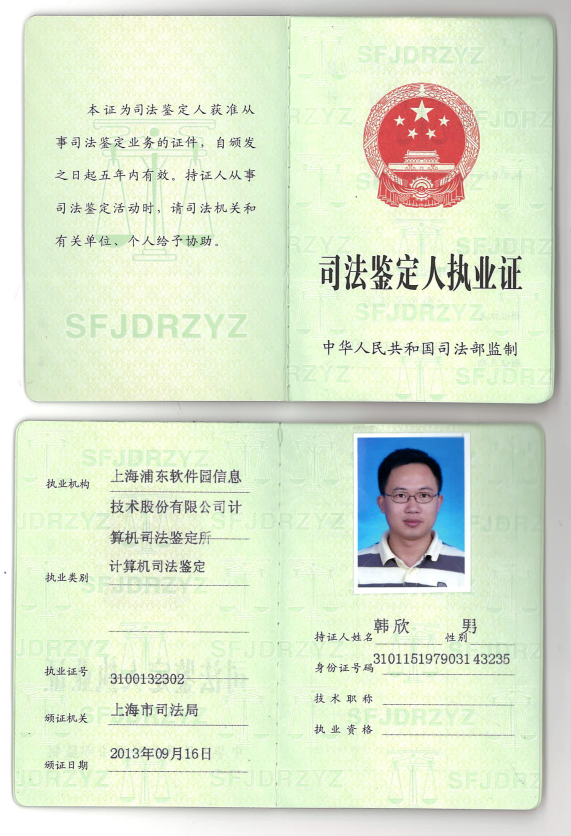 本证为司法鉴定人获准从
事司法鉴定业务的证件，自颁发
之日起五年内有效。持证人从事
司法鉴定活动时，请司法机关和
有关单位、个人给予协助。
SFJDRZYZ
司法鉴定人执业证
中华人民共和国司法部监制
执业机构 上海浦东软件园信息
技术股份有限公司计
算机司法鉴定所
执业类别 计算机司法鉴定
执业证号 3100132302
颁证机关 上海市司法局
颁证日期 2013年09月16日
持证人姓名 韩欣 性别 男
身份证号码 310115197903143235
技术职称
执业资格